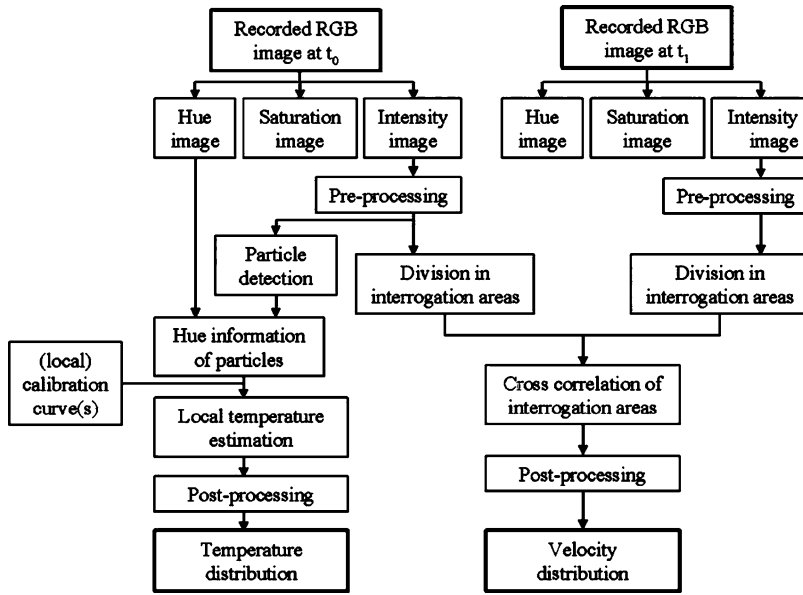 Recorded RGB
image at t₀
Recorded RGB
image at t₁
Hue
image
Saturation
image
Intensity
image
Hue
image
Saturation
image
Intensity
image
Pre-processing
Pre-processing
Particle
detection
Division in
interrogation areas
Division in
interrogation areas
Hue information
of particles
(local)
calibration
curve(s)
Cross correlation of
interrogation areas
Local temperature
estimation
Post-processing
Post-processing
Temperature
distribution
Velocity
distribution